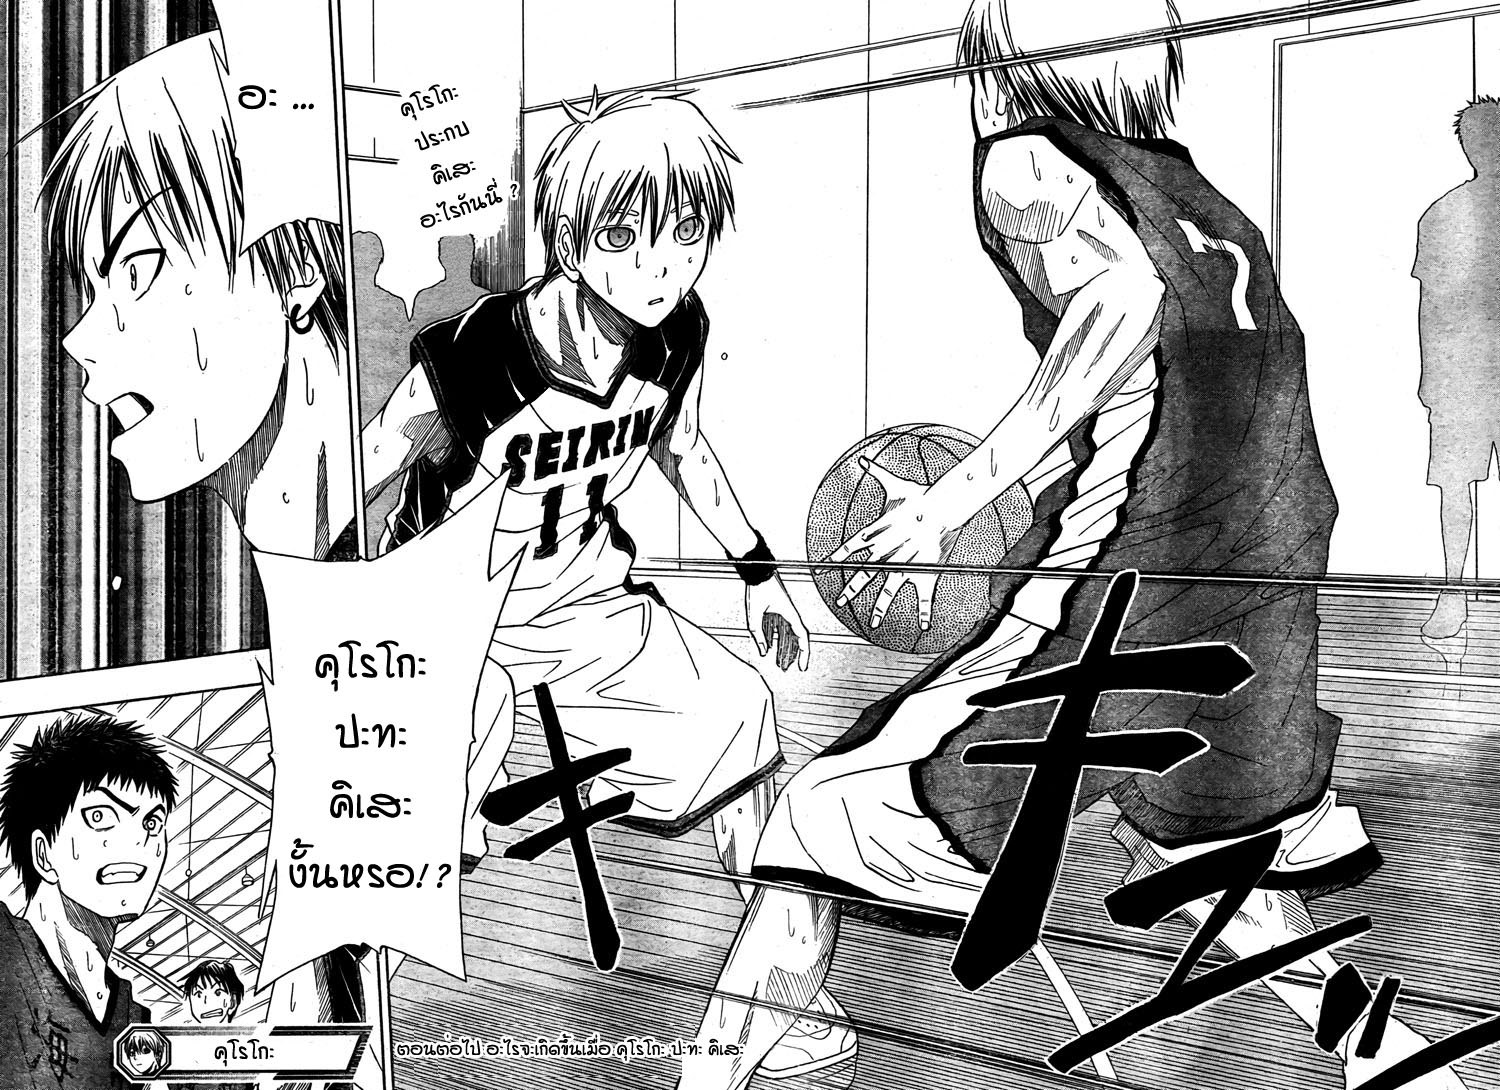 อะ ...
คุโรโกะ
ประกบ
คิเสะ
อะไรกันนี่ ?
SEIRIN
11
7
คุโรโกะ
ปะทะ
คิเสะ
งั้นหรอ!?
キキュッ
คุโรโกะ
ตอนต่อไป อะไรจะเกิดขึ้นเมื่อ คุโรโกะ ปะทะ คิเสะ